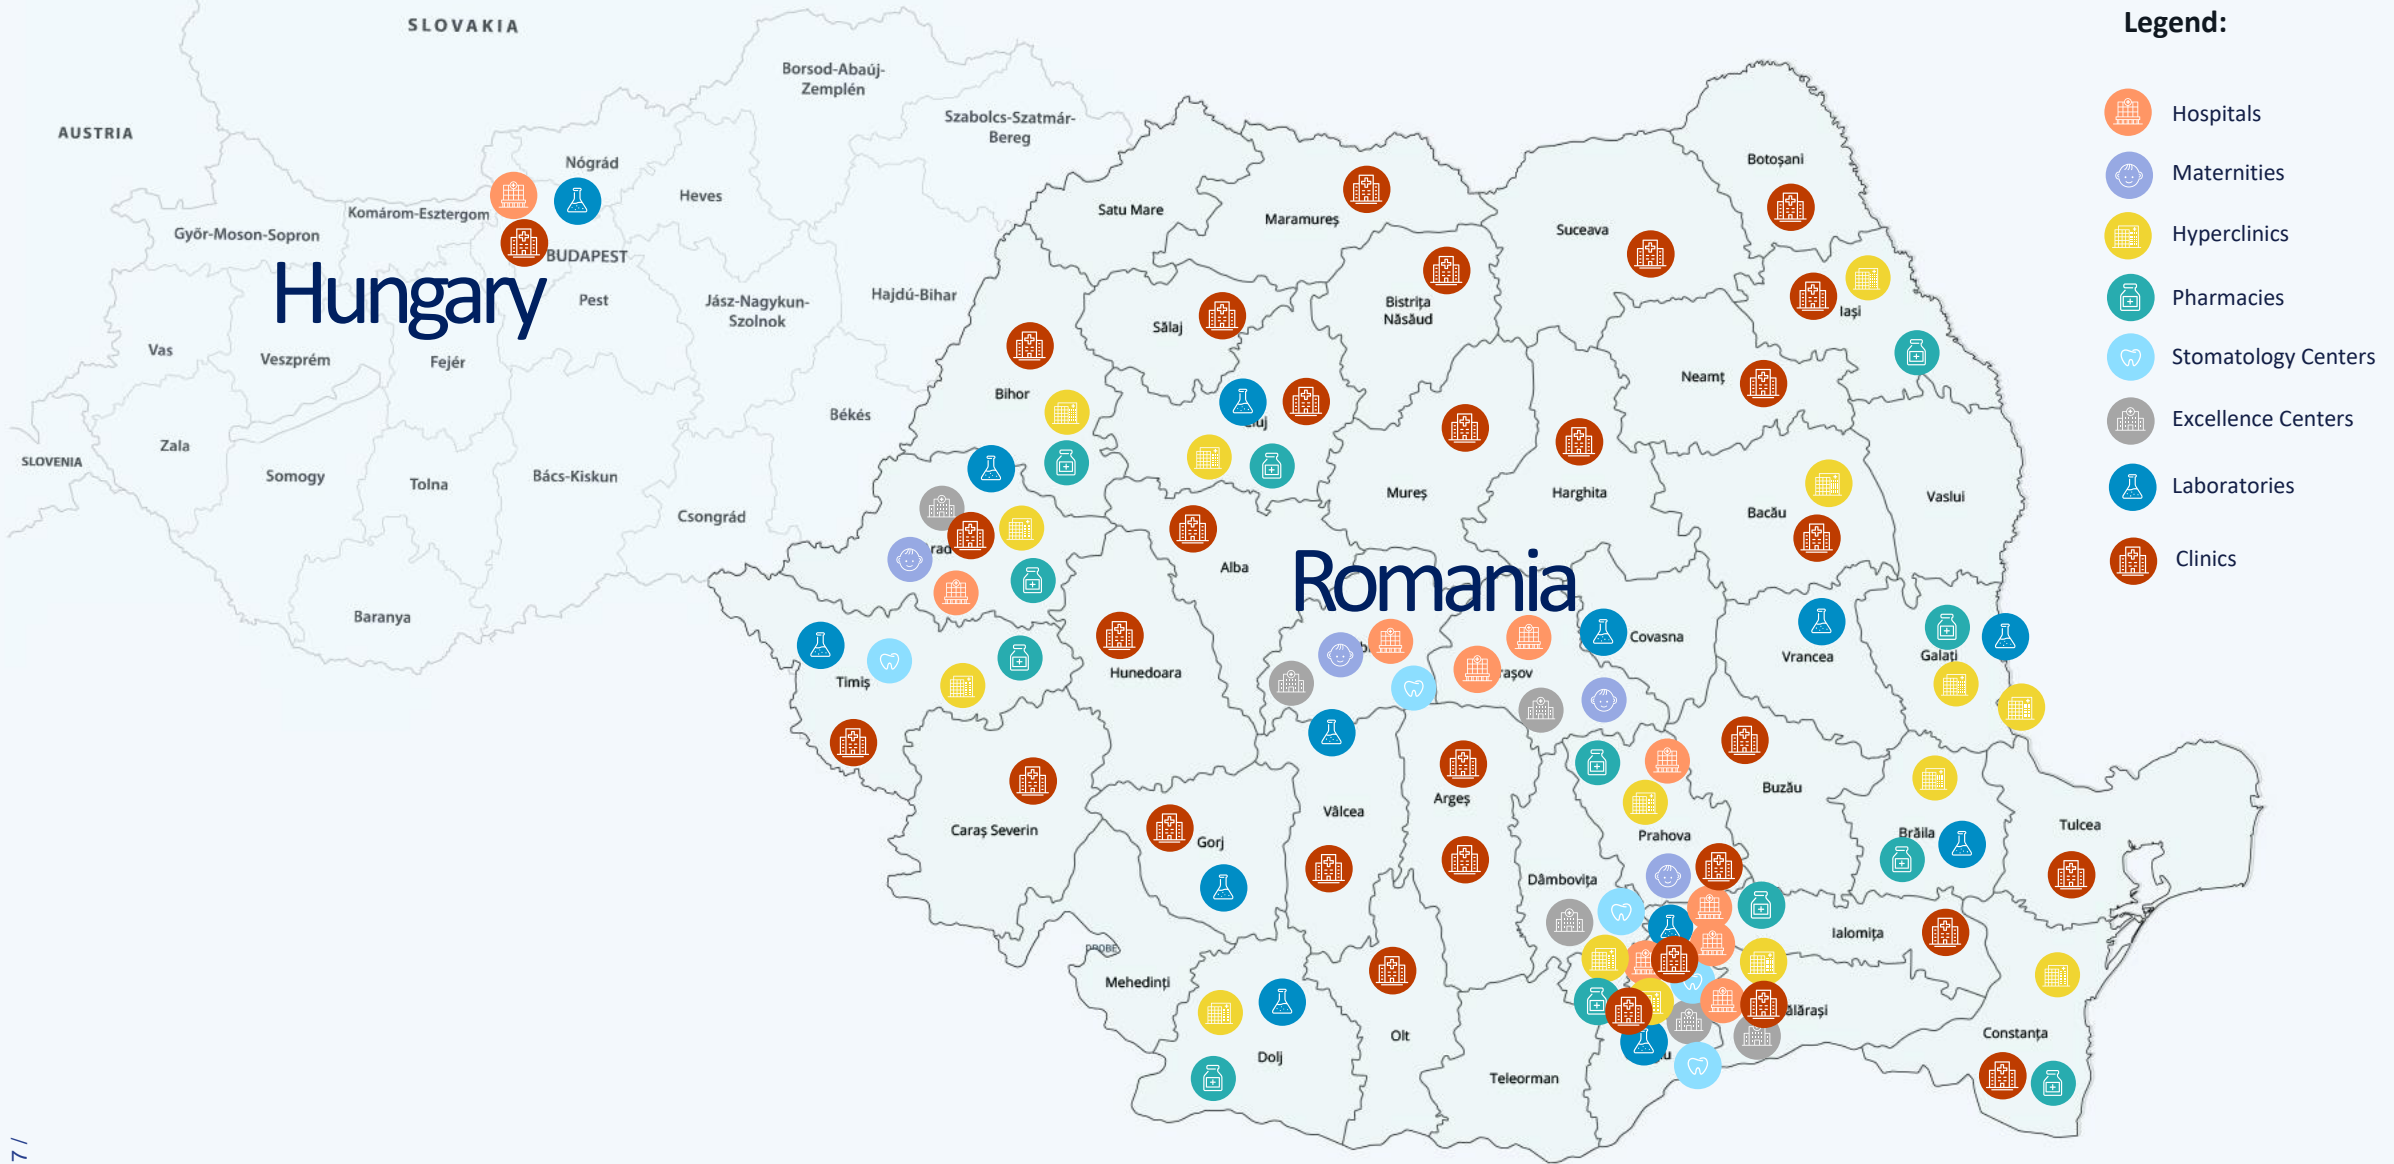 Legend:
SLOVAKIA
Borsod-Abaúj-
Zemplén
Hospitals
AUSTRIA
Szabolcs-Szatmár-
Bereg
Nógrád
Botoșani
Maternities
Heves
Komárom-Esztergom
Satu Mare
Maramureș
Győr-Moson-Sopron
Suceava
Hyperclinics
BUDAPEST
Hungary
Pest
Jász-Nagykun-
Szolnok
Hajdú-Bihar
Bistrița
Năsăud
Iași
Pharmacies
Sălaj
Vas
Veszprém
Fejér
Stomatology Centers
Neamț
Bihor
Békés
Excellence Centers
Zala
SLOVENIA
Somogy
Tolna
Bács-Kiskun
Mureș
Harghita
Vaslui
Laboratories
Csongrád
Bacău
rad
Alba
Romania
Clinics
Baranya
Covasna
Vrancea
Galați
Timiș
Hunedoara
rașov
Buzău
Argeș
Vâlcea
Caraș Severin
Gorj
Prahova
Brăila
Tulcea
Dâmbovița
Ialomița
Mehedinți
Olt
ălărași
Constanța
Dolj
Teleorman
7 /